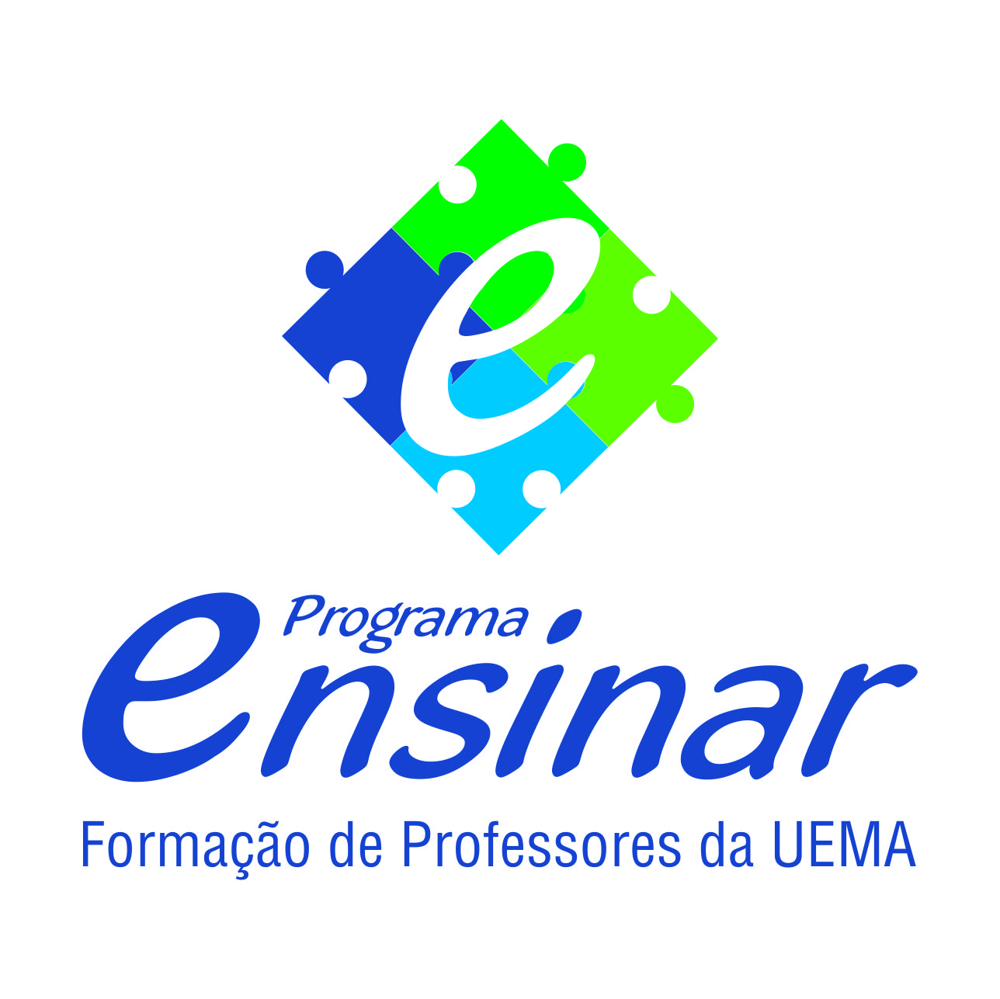 e
Programa
ensinar
Formação de Professores da UEMA